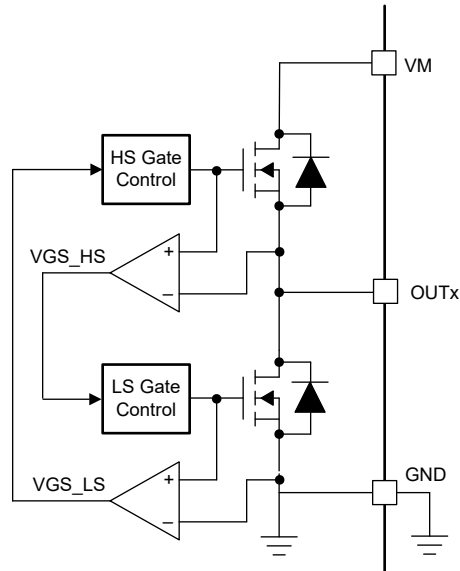 VM
HS Gate
Control
+
VGS_HS
−
OUTx
LS Gate
Control
GND
+
VGS_LS
−